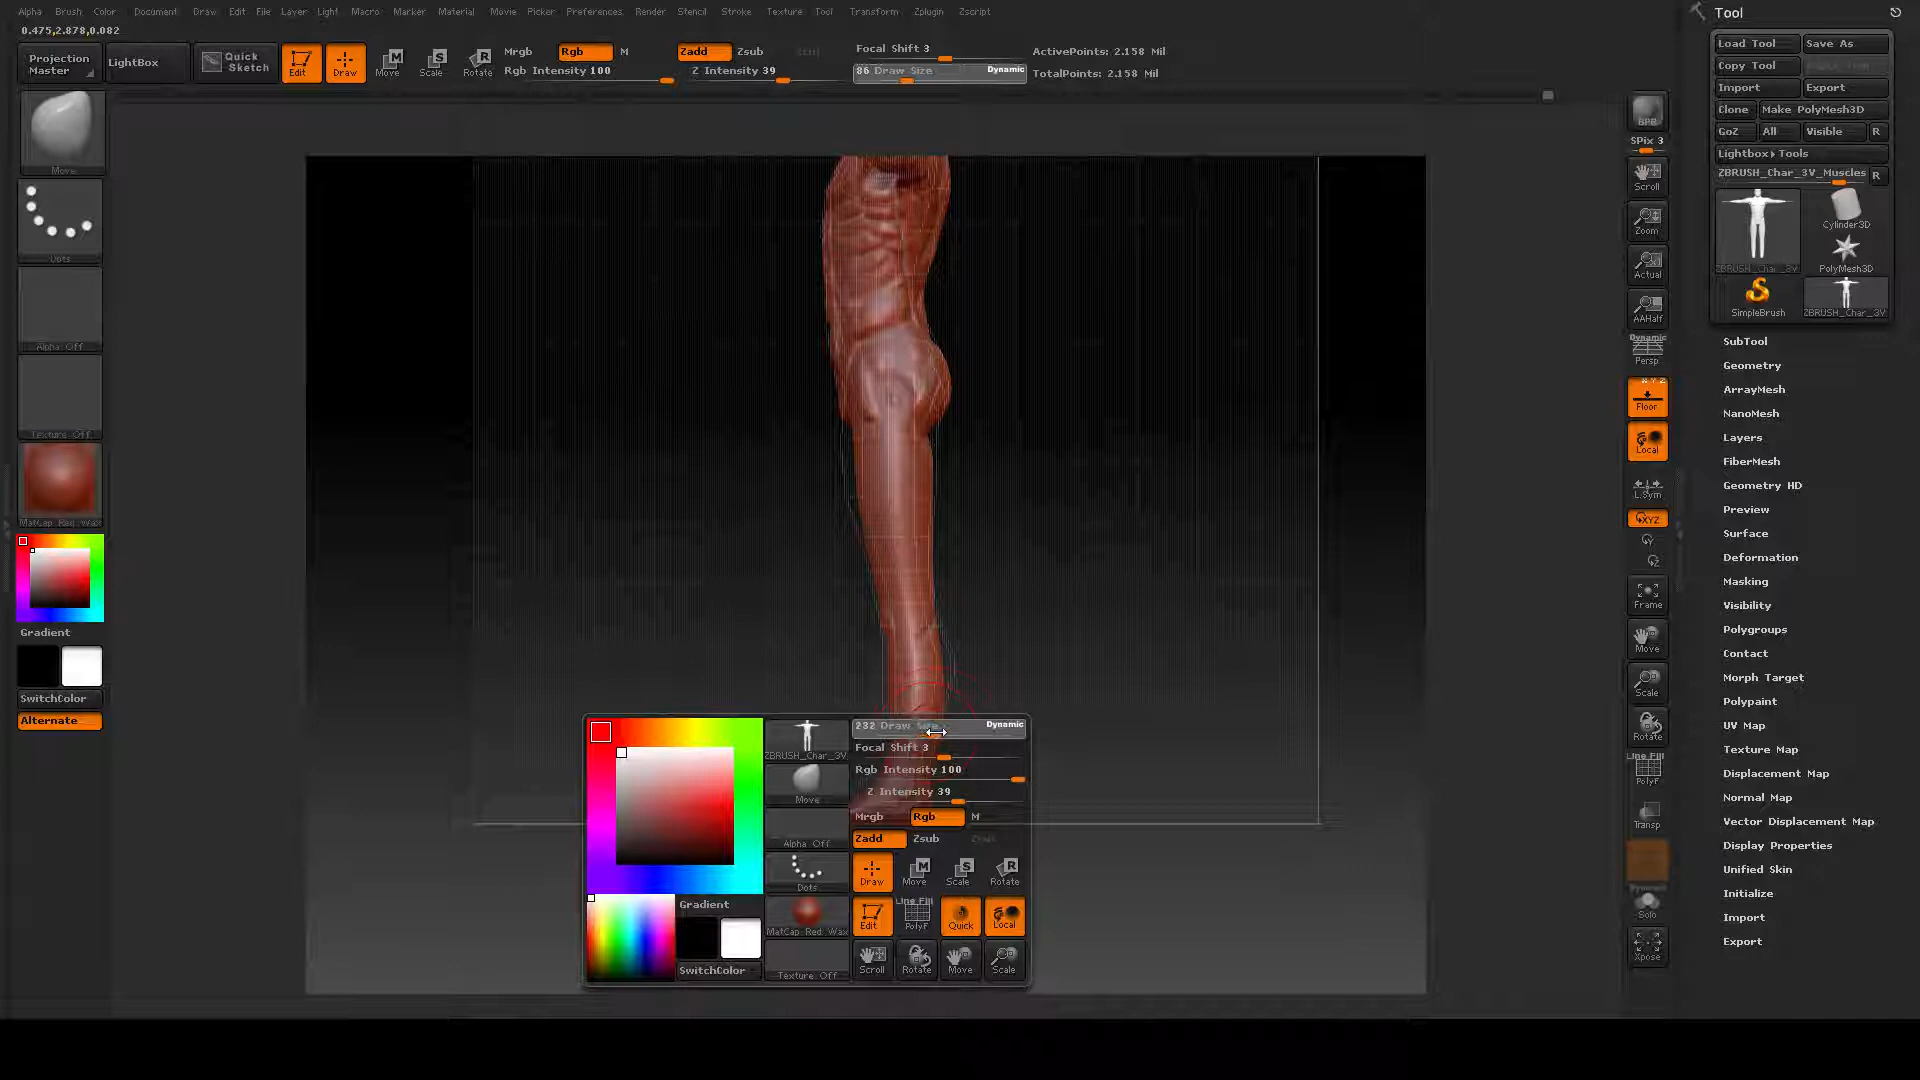 Alpha Brush Color Document Draw Edit File Layer Light Macro Marker Material Movie Picker Preferences Render Stencil Stroke Texture Tool Transform Zplugin Zscript
0.475,2.878,0.082
Projection Master
LightBox
Quick Sketch
Edit
Draw
Move
Scale
Rotate
Mrgb Rgb M
Rgb Intensity 100
Zadd Zsub
Z Intensity 39
Focal Shift 3
86 Draw Size Dynamic
ActivePoints: 2.158 Mil
TotalPoints: 2.158 Mil
Move
Dots
Alpha Off
Texture Off
MatCap Red Wax
Gradient
SwitchColor
Alternate
232 Draw Size Dynamic
Focal Shift 3
Rgb Intensity 100
Z Intensity 39
Mrgb Rgb M
Zadd Zsub
Draw Move Scale Rotate
Line Fill
Edit PolyF Quick Local
Scroll Rotate Move Scale
ZBRUSH_Char_3V
Move
Alpha Off
Dots
MatCap Red Wax
Texture Off
Gradient
SwitchColor
BPR
SPix 3
Scroll
Zoom
Actual
AAHalf
Dynamic
Persp
X Y Z
Floor
Local
L.Sym
XYZ
Y
Z
Frame
Move
Scale
Rotate
Line Fill
PolyF
Transp
Dynamic
Solo
Xpose
Tool
Load Tool Save As
Copy Tool
Import Export
Clone Make PolyMesh3D
GoZ All Visible R
Lightbox▸Tools
ZBRUSH_Char_3V_Muscles R
ZBRUSH_Char_3V
Cylinder3D
PolyMesh3D
SimpleBrush
ZBRUSH_Char_3V
SubTool
Geometry
ArrayMesh
NanoMesh
Layers
FiberMesh
Geometry HD
Preview
Surface
Deformation
Masking
Visibility
Polygroups
Contact
Morph Target
Polypaint
UV Map
Texture Map
Displacement Map
Normal Map
Vector Displacement Map
Display Properties
Unified Skin
Initialize
Import
Export